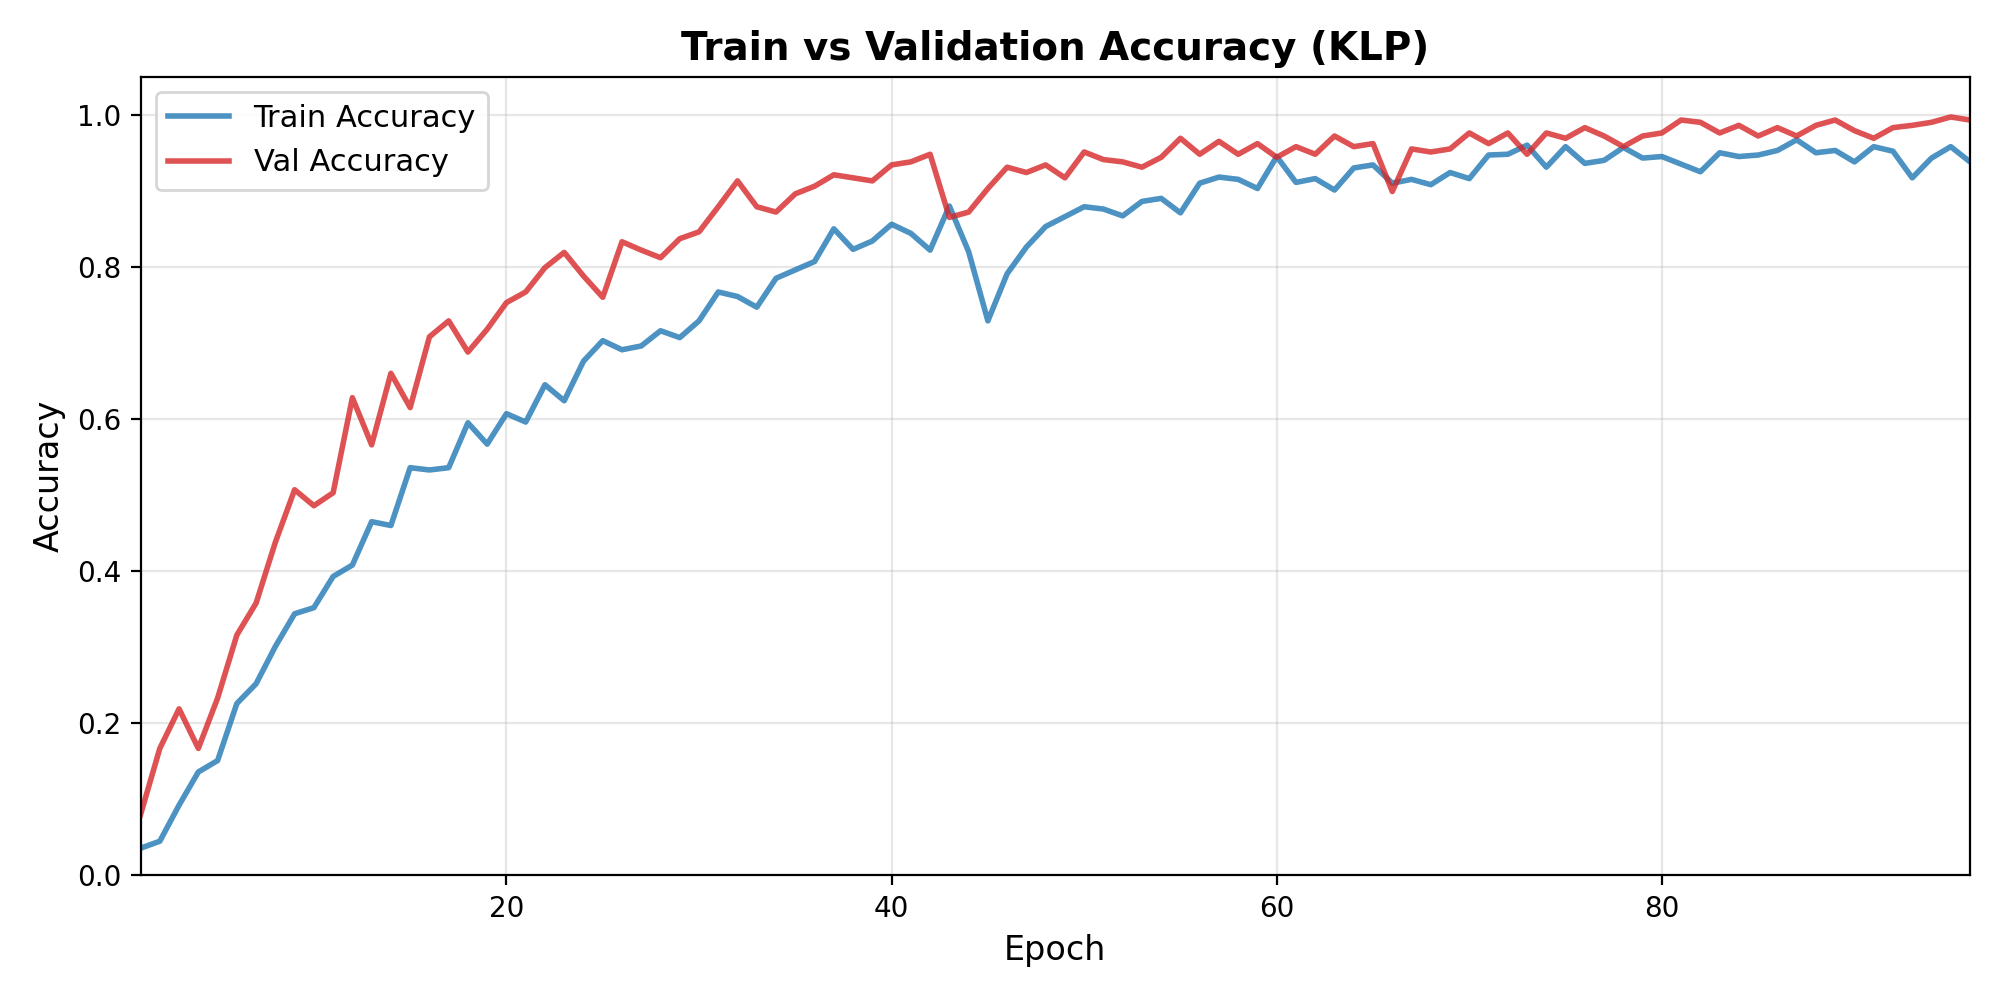 Train vs Validation Accuracy (KLP)
Train Accuracy
Val Accuracy
1.0
0.8
0.6
0.4
0.2
0.0
Accuracy
20 40 60 80
Epoch